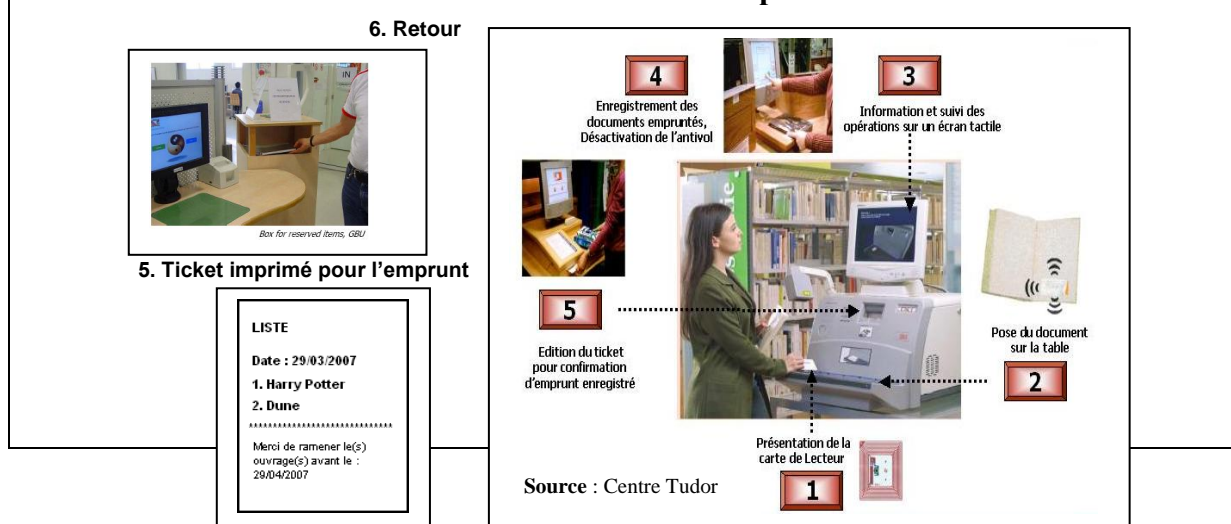 6. Retour
IN
Box for reserved items, GBU
5. Ticket imprimé pour l'emprunt
LISTE
Date : 29/03/2007
1. Harry Potter
2. Dune
******************************
Merci de ramener le(s)
ouvrage(s) avant le :
29/04/2007
4
Enregistrement des
documents empruntés,
Désactivation de l'antivol
3
Information et suivi des
opérations sur un écran tactile
5
Edition du ticket
pour confirmation
d'emprunt enregistré
Pose du document
sur la table
2
Présentation de la
carte de Lecteur
1
Source : Centre Tudor